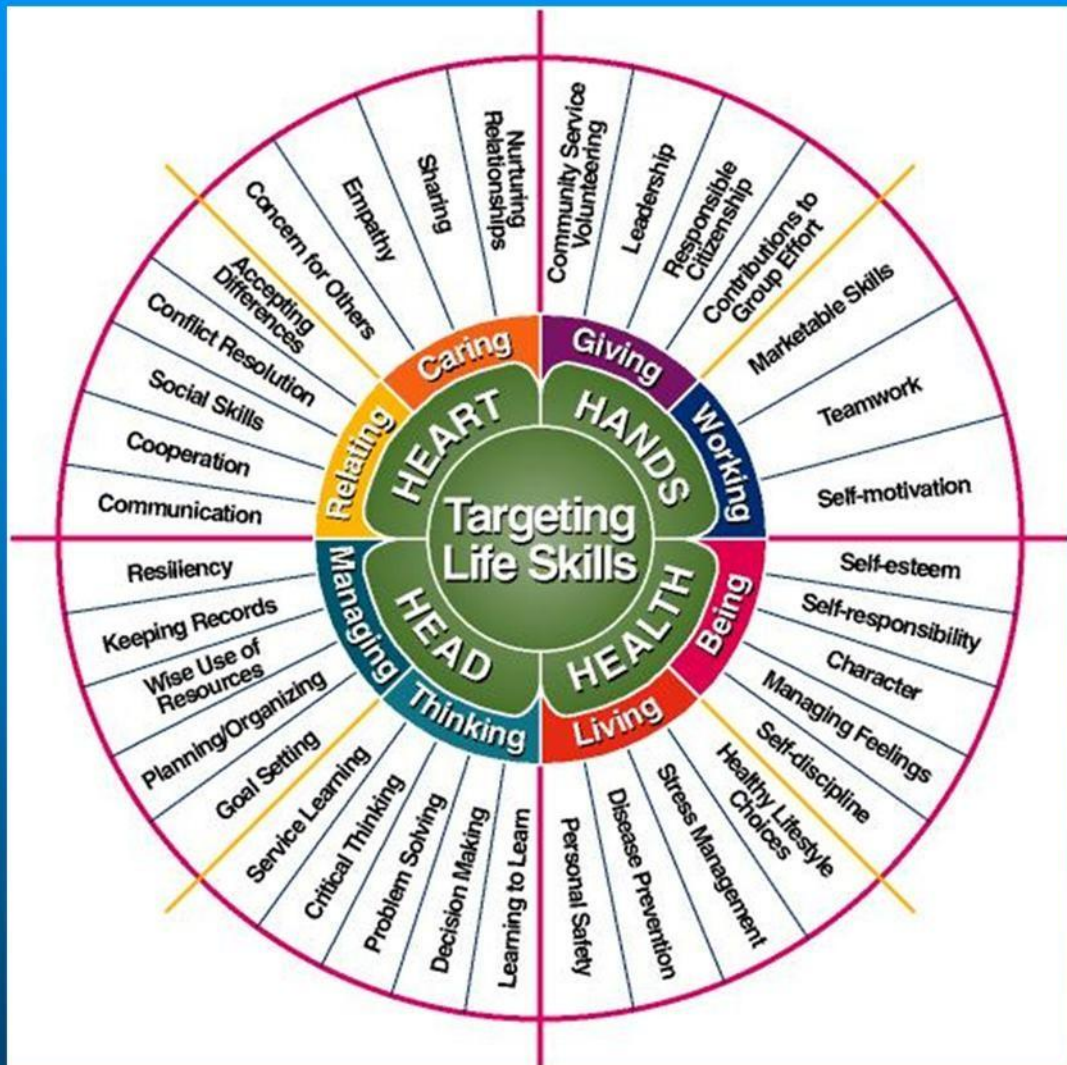 Targeting
Life Skills
HEART
HANDS
HEALTH
HEAD
Caring
Giving
Working
Being
Living
Thinking
Managing
Relating
Nurturing
Relationships
Sharing
Empathy
Concern for Others
Accepting
Differences
Conflict Resolution
Social Skills
Cooperation
Communication
Community Service
Volunteering
Leadership
Responsible
Citizenship
Contributions to
Group Effort
Marketable Skills
Teamwork
Self-motivation
Self-esteem
Self-responsibility
Character
Managing Feelings
Self-discipline
Healthy Lifestyle
Choices
Stress Management
Disease Prevention
Personal Safety
Learning to Learn
Decision Making
Problem Solving
Critical Thinking
Service Learning
Goal Setting
Planning/Organizing
Wise Use of
Resources
Keeping Records
Resiliency